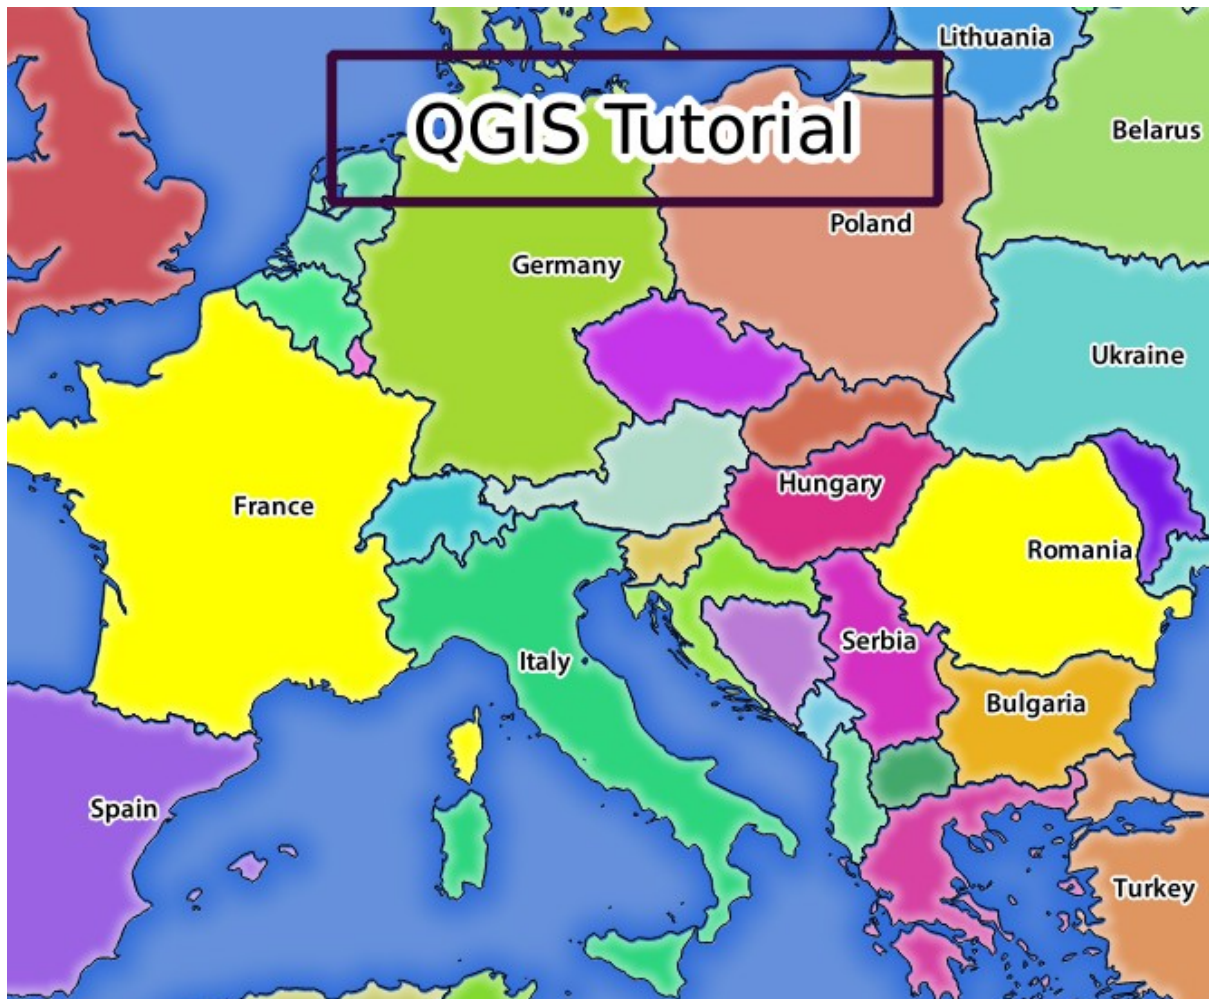 Lithuania
QGIS Tutorial
Belarus
Poland
Germany
Ukraine
Hungary
France
Romania
Serbia
Italy
Bulgaria
Spain
Turkey